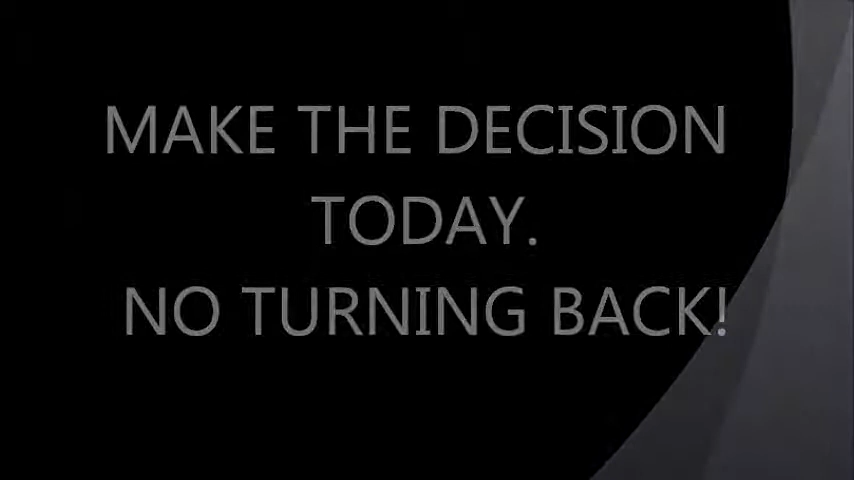 MAKE THE DECISION
TODAY.
NO TURNING BACK!